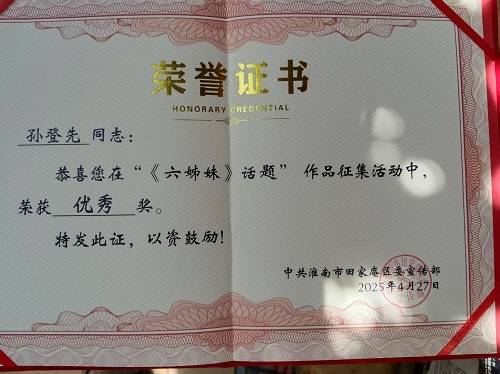 荣誉证书
HONORARY CREDENTIAL
孙登先 同志：
恭喜您在“《六姊妹》话题” 作品征集活动中，
荣获 优秀 奖。
特发此证，以资鼓励！
中共淮南市田家庵区委宣传部
2025年4月27日